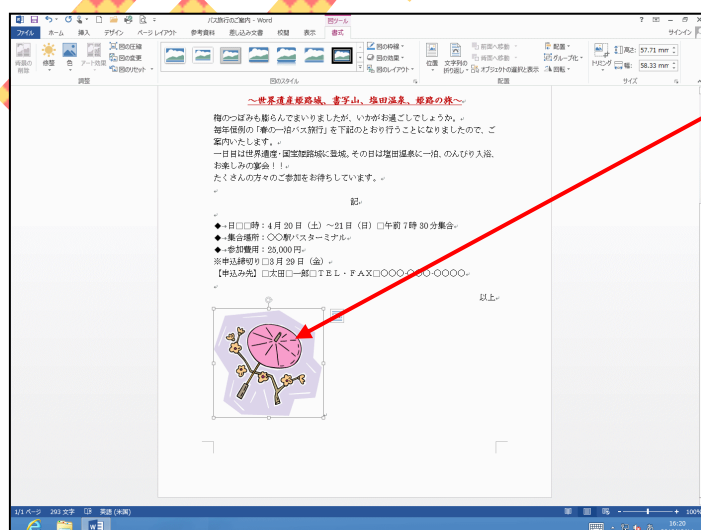 バス旅行のご案内 - Word
図ツール
サインイン
ファイル ホーム 挿入 デザイン ページ レイアウト 参考資料 差し込み文書 校閲 表示 書式
背景の削除
修整
色
アート効果
図の圧縮
図の変更
図のリセット
調整
図のスタイル
図の枠線
図の効果
図のレイアウト
位置
文字列の折り返し
前面へ移動
背面へ移動
オブジェクトの選択と表示
配置
グループ化
回転
配置
トリミング
高さ: 57.71 mm
幅: 58.33 mm
サイズ
～世界遺産姫路城、書写山、塩田温泉、姫路の旅～
梅のつぼみも膨らんでまいりましたが、いかがお過ごしでしょうか。
毎年恒例の「春の一泊バス旅行」を下記のとおり行うことになりましたので、ご
案内いたします。
一日目は世界遺産・国宝姫路城に登城。その日は塩田温泉に一泊、のんびり入浴、
お楽しみの宴会！！
たくさんの方々のご参加をお待ちしています。
記
◆→日□□時：4月20日（土）～21日（日）□午前7時30分集合
◆→集合場所：〇〇駅バスターミナル
◆→参加費用：25,000円
※申込締切り□3月29日（金）
【申込み先】□太田□一郎□ＴＥＬ・ＦＡＸ□〇〇〇-〇〇〇-〇〇〇〇
以上
1/1 ページ 293 文字 英語 (米国)
100%
16:20